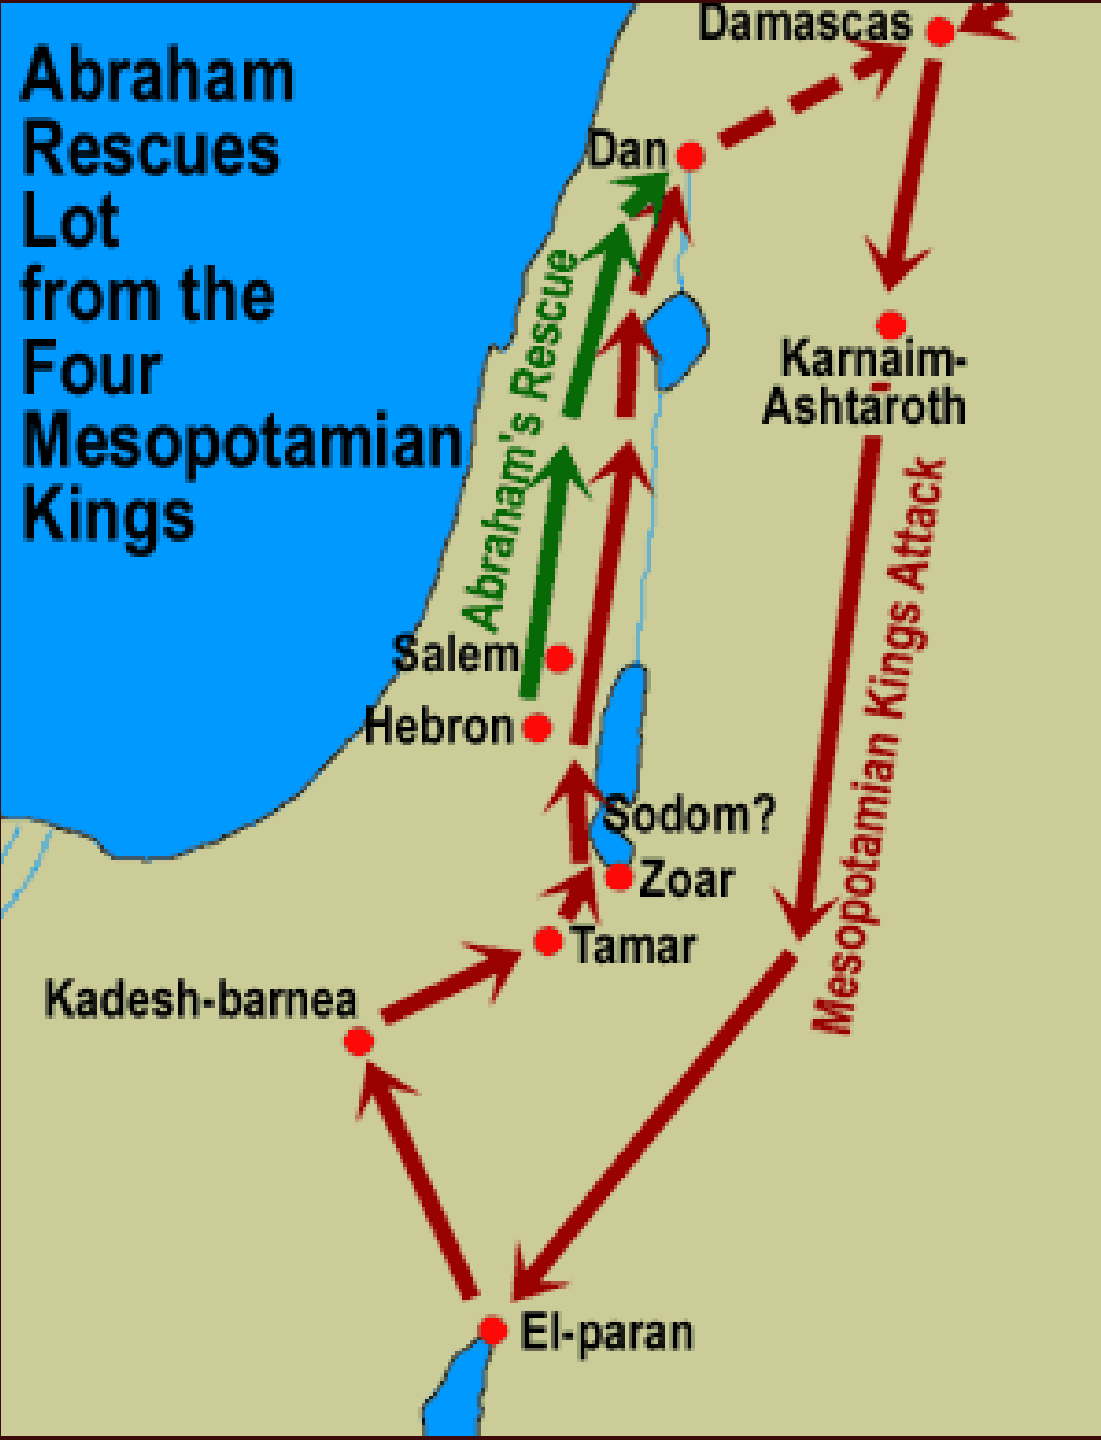 Abraham
Rescues
Lot
from the
Four
Mesopotamian
Kings
Damascas
Dan
Abraham's Rescue
Karnaim-
Ashtaroth
Mesopotamian Kings Attack
Salem
Hebron
Sodom?
Zoar
Tamar
Kadesh-barnea
El-paran